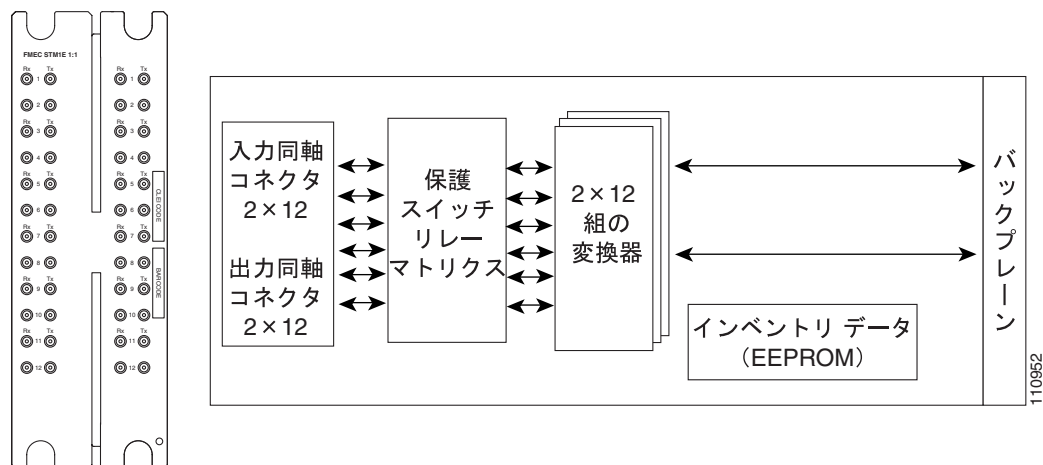 FMEC STM1E 1:1
Rx Tx Rx Tx
1 1
2 2
Rx Tx Rx Tx
3 3
4 4
Rx Tx Rx Tx
5 5
6 6
Rx Tx Rx Tx
7 7
8 8
Rx Tx Rx Tx
9 9
10 10
Rx Tx Rx Tx
11 11
12 12
CLEI CODE
BARCODE
入力同軸
コネクタ
2×12
出力同軸
コネクタ
2×12
保護
スイッチ
リレー
マトリクス
2×12
組の
変換器
インベントリ データ
（EEPROM）
バックプレーン
110952